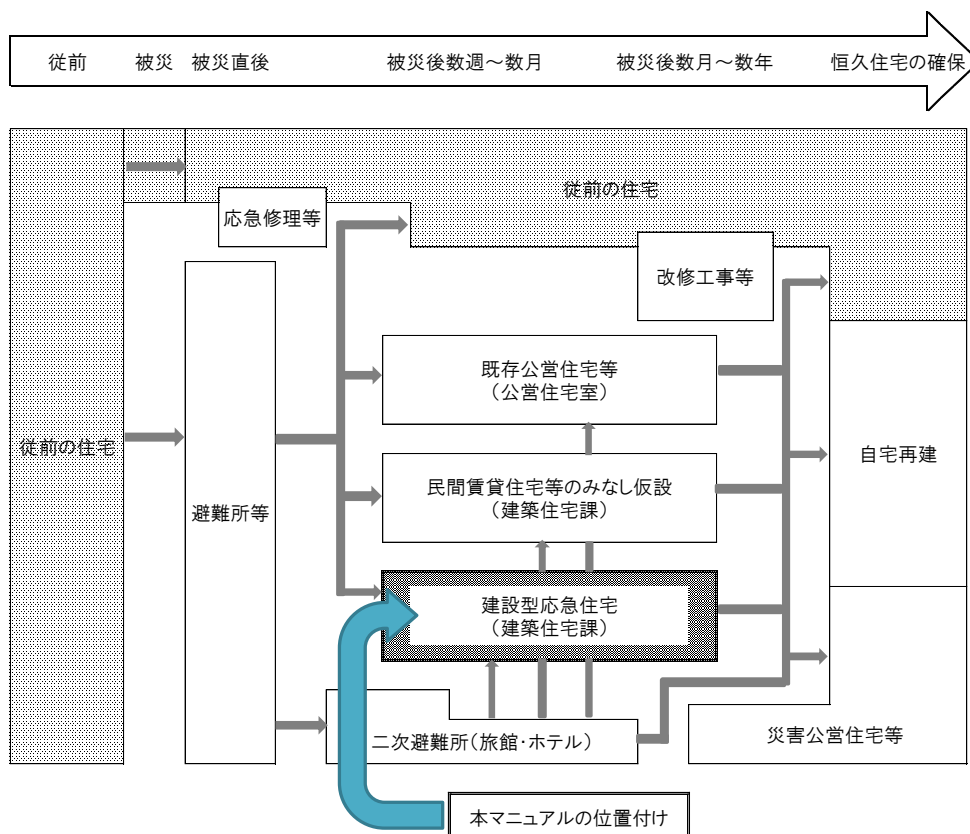 従前 被災 被災直後 被災後数週～数月 被災後数月～数年 恒久住宅の確保
従前の住宅
応急修理等
改修工事等
既存公営住宅等
（公営住宅室）
従前の住宅
自宅再建
民間賃貸住宅等のみなし仮設
（建築住宅課）
避難所等
建設型応急住宅
（建築住宅課）
二次避難所（旅館・ホテル）
災害公営住宅等
本マニュアルの位置付け